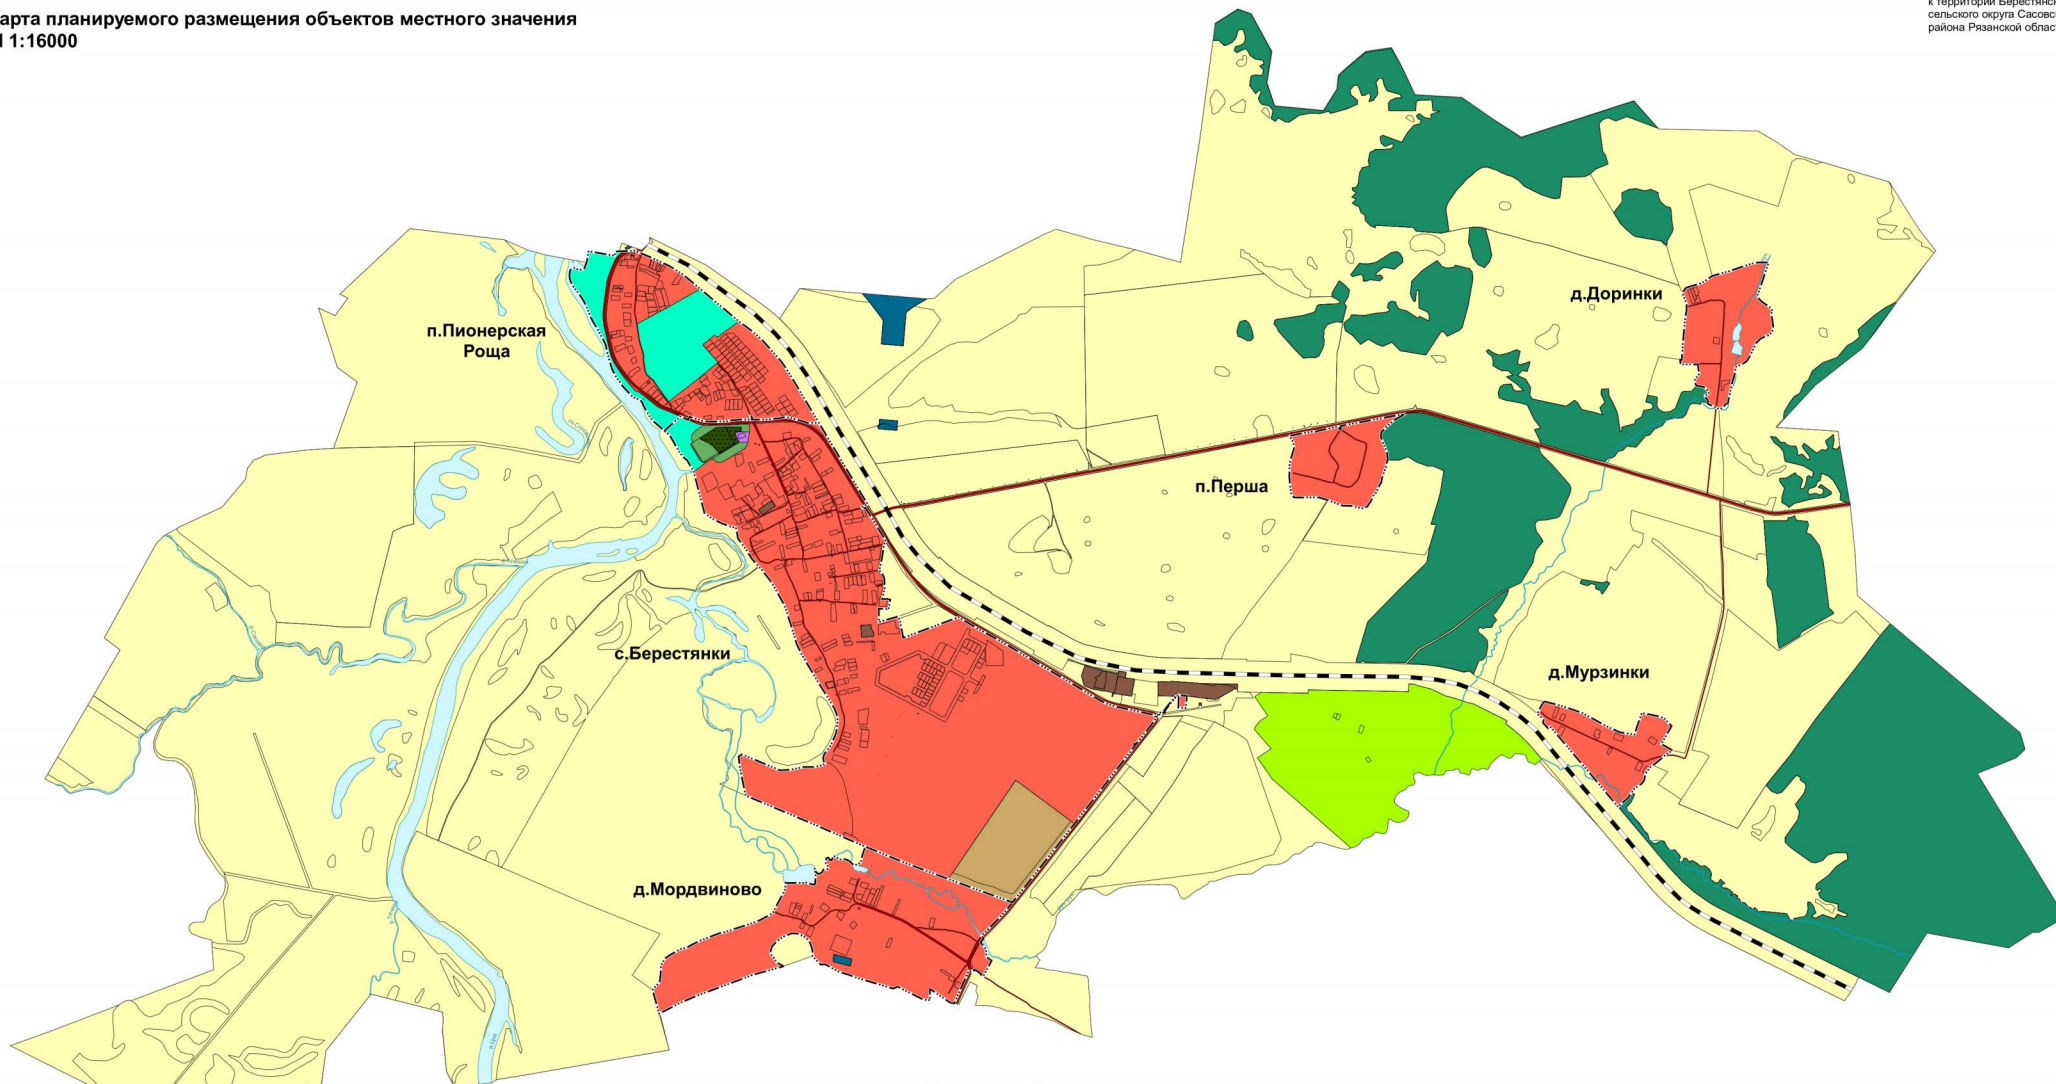 арта планируемого размещения объектов местного значения
1:16000
к территории Берестянск
сельского округа Сасовс
района Рязанской облас
п.Пионерская
Роща
д.Доринки
п.Перша
с.Берестянки
д.Мурзинки
д.Мордвиново
р.Цна